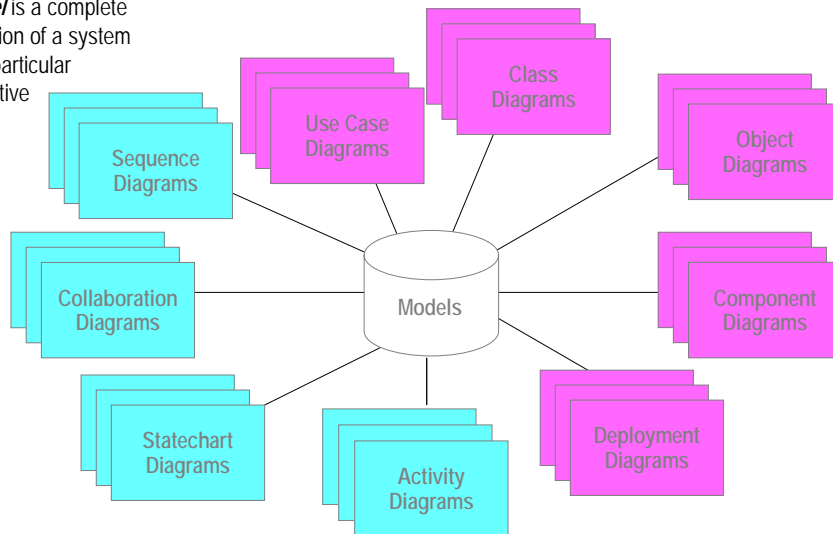 is a complete
ion of a system
particular
tive
Class
Diagrams
Use Case
Diagrams
Object
Diagrams
Sequence
Diagrams
Collaboration
Diagrams
Models
Component
Diagrams
Statechart
Diagrams
Activity
Diagrams
Deployment
Diagrams